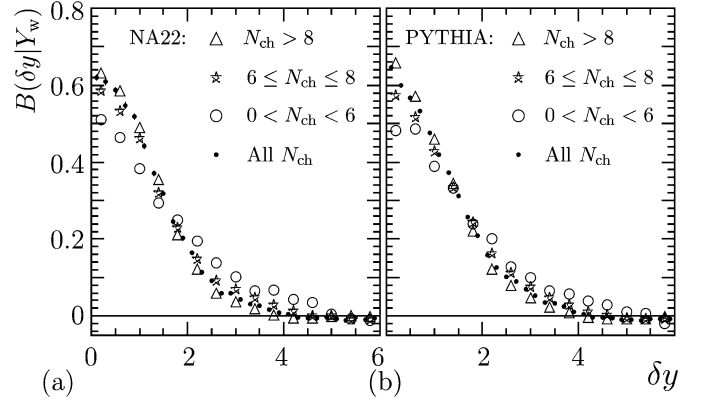 B(δy|Y_w)
0.8
0.6
0.4
0.2
0
NA22: △ N_ch > 8
☆ 6 ≤ N_ch ≤ 8
○ 0 < N_ch < 6
• All N_ch
PYTHIA: △ N_ch > 8
☆ 6 ≤ N_ch ≤ 8
○ 0 < N_ch < 6
• All N_ch
0 2 4 6 2 4 6
(a) (b) δy